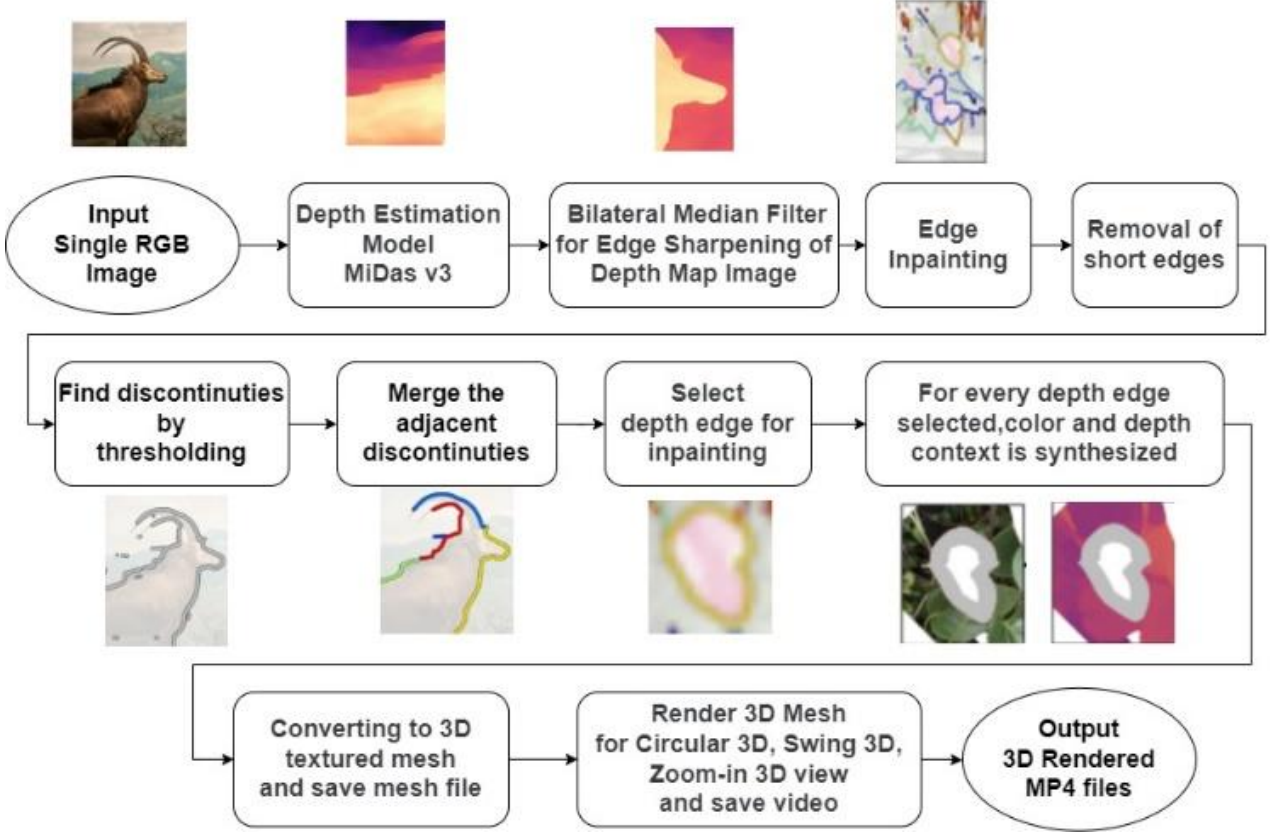 Input
Single RGB
Image
Depth Estimation
Model
MiDas v3
Bilateral Median Filter
for Edge Sharpening of
Depth Map Image
Edge
Inpainting
Removal of
short edges
Find discontinuties
by
thresholding
Merge the
adjacent
discontinuties
Select
depth edge for
inpainting
For every depth edge
selected,color and depth
context is synthesized
Converting to 3D
textured mesh
and save mesh file
Render 3D Mesh
for Circular 3D, Swing 3D,
Zoom-in 3D view
and save video
Output
3D Rendered
MP4 files